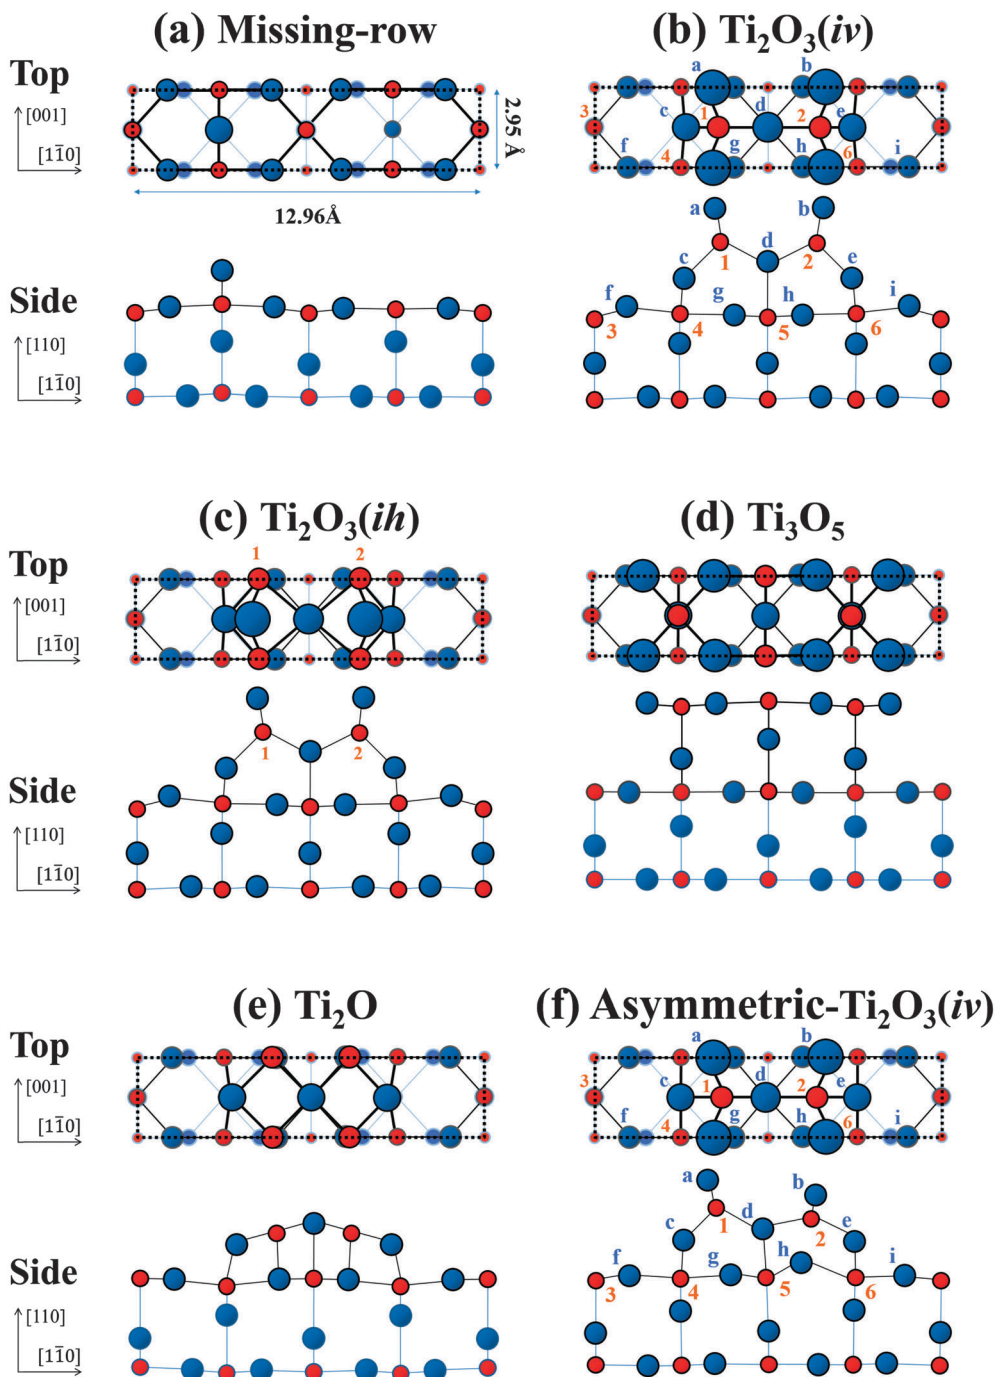 (a) Missing-row
Top
[001]
[11̅0]
2.95 Å
12.96Å
Side
[110]
[11̅0]
(b) Ti₂O₃(iv)
a b
3 c 1 d 2 e
f 4 g h 6 i
a b
d
c 1 2 e
f g h i
3 4 5 6
(c) Ti₂O₃(ih)
Top
[001]
[11̅0]
1 2
1 2
Side
[110]
[11̅0]
(d) Ti₃O₅
(e) Ti₂O
Top
[001]
[11̅0]
Side
[110]
[11̅0]
(f) Asymmetric-Ti₂O₃(iv)
a b
3 c 1 d 2 e
f 4 g h 6 i
a b
c 1 d 2 e
f g h i
3 4 5 6